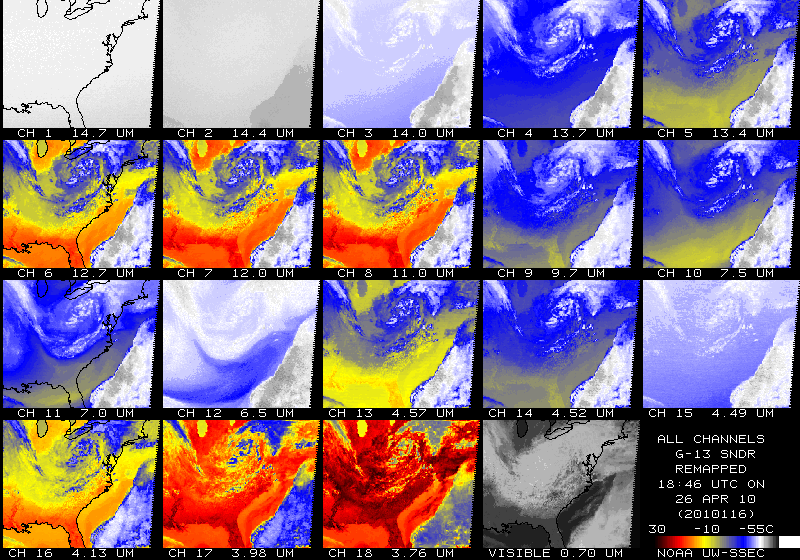 CH 1 14.7 UM
CH 2 14.4 UM
CH 3 14.0 UM
CH 4 13.7 UM
CH 5 13.4 UM
CH 6 12.7 UM
CH 7 12.0 UM
CH 8 11.0 UM
CH 9 9.7 UM
CH 10 7.5 UM
CH 11 7.0 UM
CH 12 6.5 UM
CH 13 4.57 UM
CH 14 4.52 UM
CH 15 4.49 UM
CH 16 4.13 UM
CH 17 3.98 UM
CH 18 3.76 UM
VISIBLE 0.70 UM
ALL CHANNELS
G-13 SNDR
REMAPPED
18:46 UTC ON
26 APR 10
(2010116)
30 -10 -55C
NOAA UW-SSEC